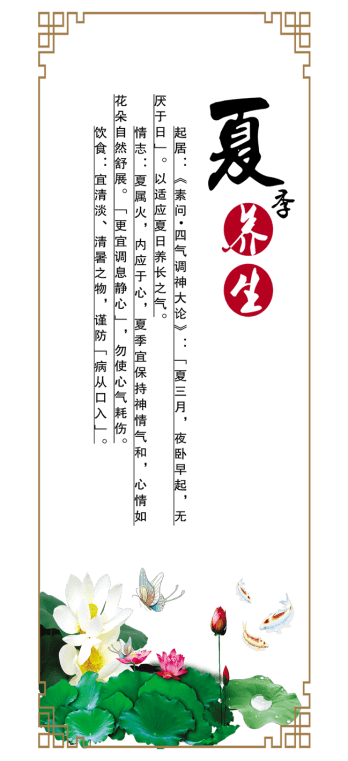 夏
季
养
生
起居：《素问·四气调神大论》：「夏三月，夜卧早起，无
厌于日」。以适应夏日养长之气。
情志：夏属火，内应于心，夏季宜保持神情气和，心情如
花朵自然舒展。「更宜调息静心」，勿使心气耗伤。
饮食：宜清淡、清暑之物，谨防「病从口入」。